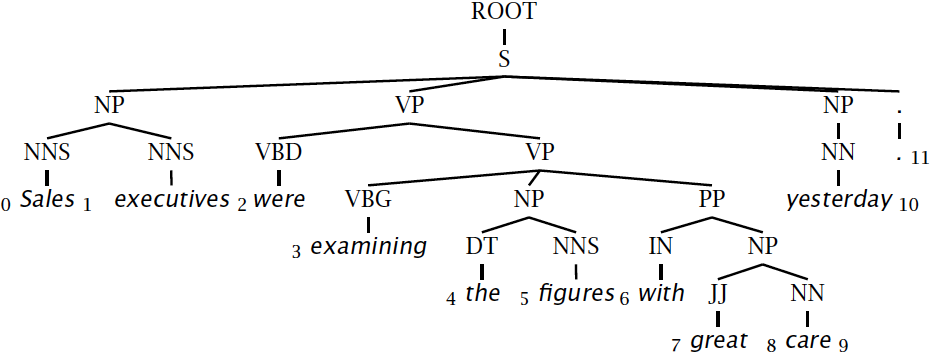 ROOT
S
NP VP NP .
NNS NNS VBD VP NN . 11
0 Sales 1 executives 2 were VBG NP PP yesterday 10
3 examining DT NNS IN NP
4 the 5 figures 6 with JJ NN
7 great 8 care 9